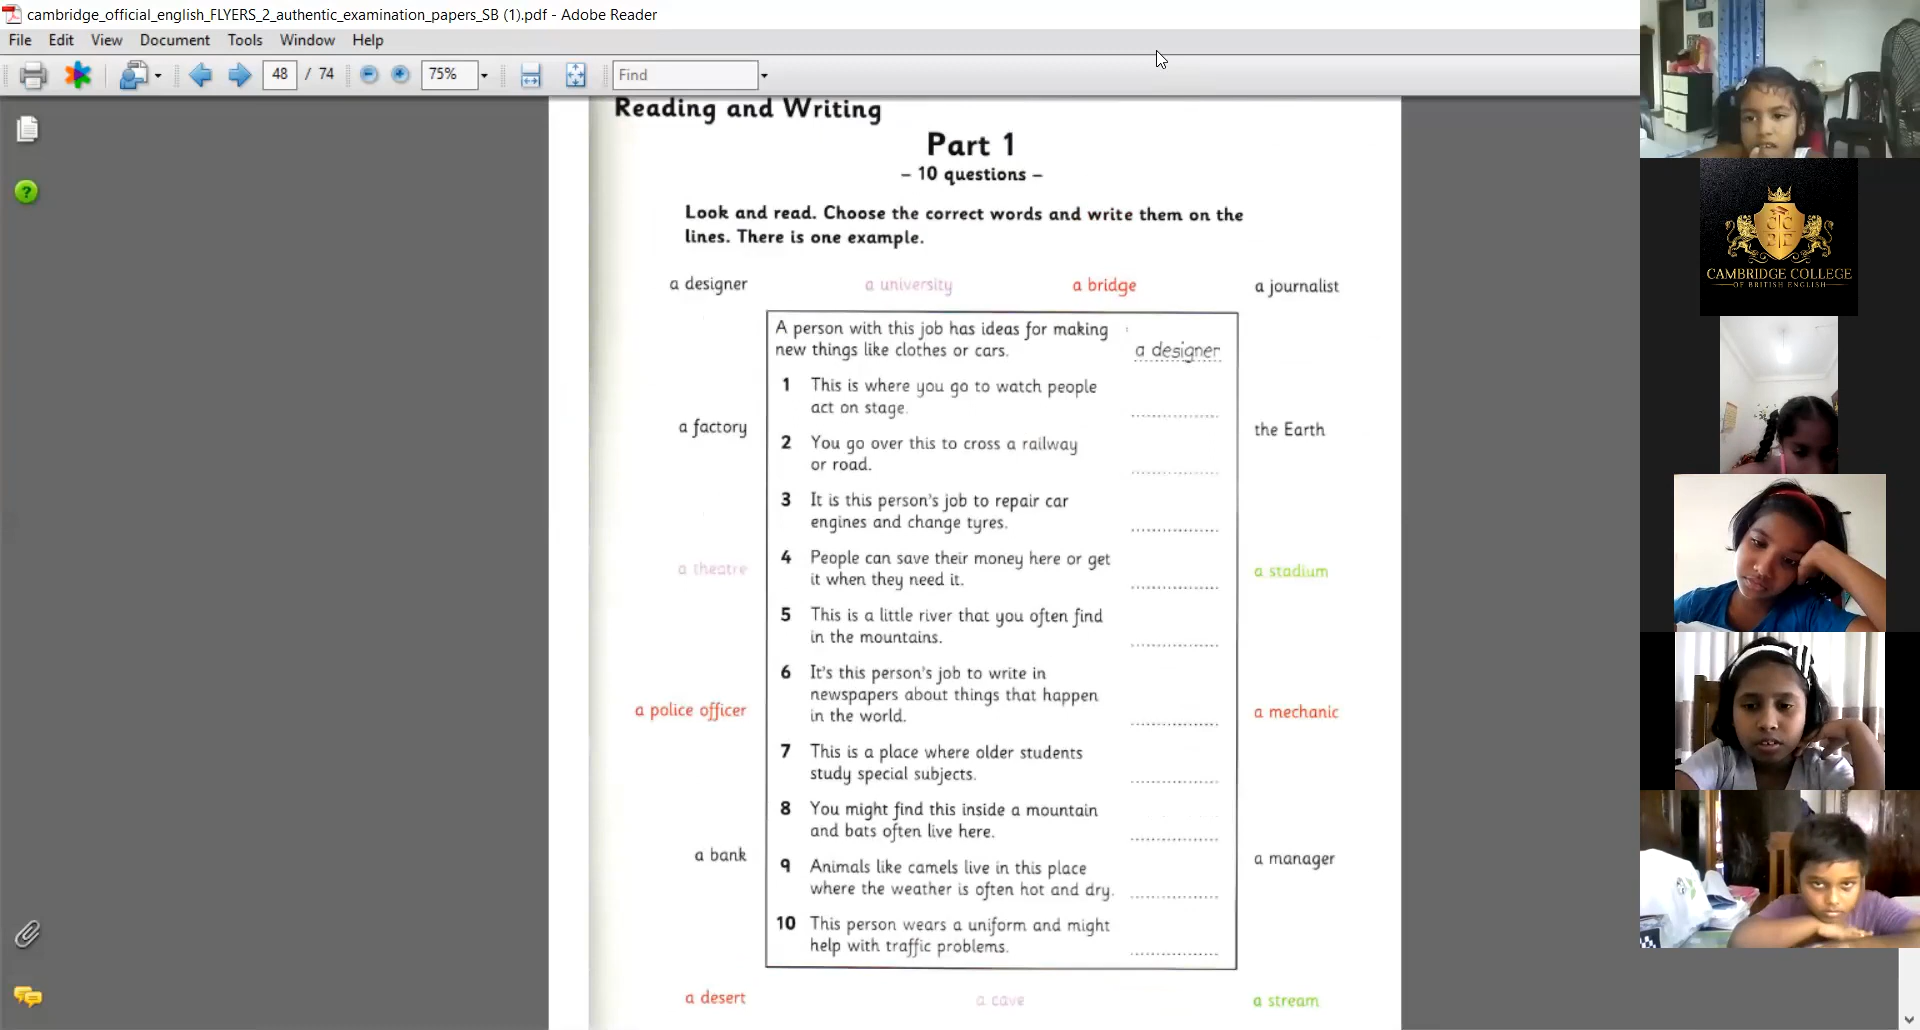 cambridge_official_english_FLYERS_2_authentic_examination_papers_SB (1).pdf - Adobe Reader
File Edit View Document Tools Window Help
48 / 74 75% Find
Reading and Writing
Part 1
– 10 questions –
Look and read. Choose the correct words and write them on the
lines. There is one example.
a designer a university a bridge a journalist
A person with this job has ideas for making
new things like clothes or cars. a designer
1 This is where you go to watch people
act on stage.
a factory
the Earth
2 You go over this to cross a railway
or road.
3 It is this person's job to repair car
engines and change tyres.
a theatre
a stadium
4 People can save their money here or get
it when they need it.
5 This is a little river that you often find
in the mountains.
6 It's this person's job to write in
newspapers about things that happen
in the world.
a police officer
a mechanic
7 This is a place where older students
study special subjects.
8 You might find this inside a mountain
and bats often live here.
a bank
a manager
9 Animals like camels live in this place
where the weather is often hot and dry.
10 This person wears a uniform and might
help with traffic problems.
a desert a cave a stream
CAMBRIDGE COLLEGE
OF BRITISH ENGLISH